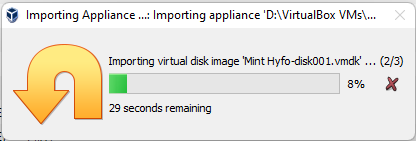 Importing Appliance ...: Importing appliance 'D:\VirtualBox VMs\...
Importing virtual disk image 'Mint Hyfo-disk001.vmdk' ... (2/3)
8%
29 seconds remaining